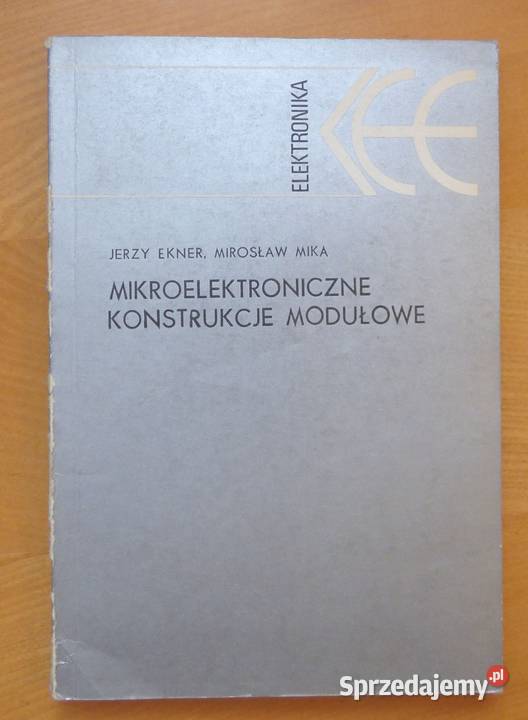 ELEKTRONIKA
JERZY EKNER, MIROSŁAW MIKA
MIKROELEKTRONICZNE
KONSTRUKCJE MODUŁOWE
Sprzedajemy.pl